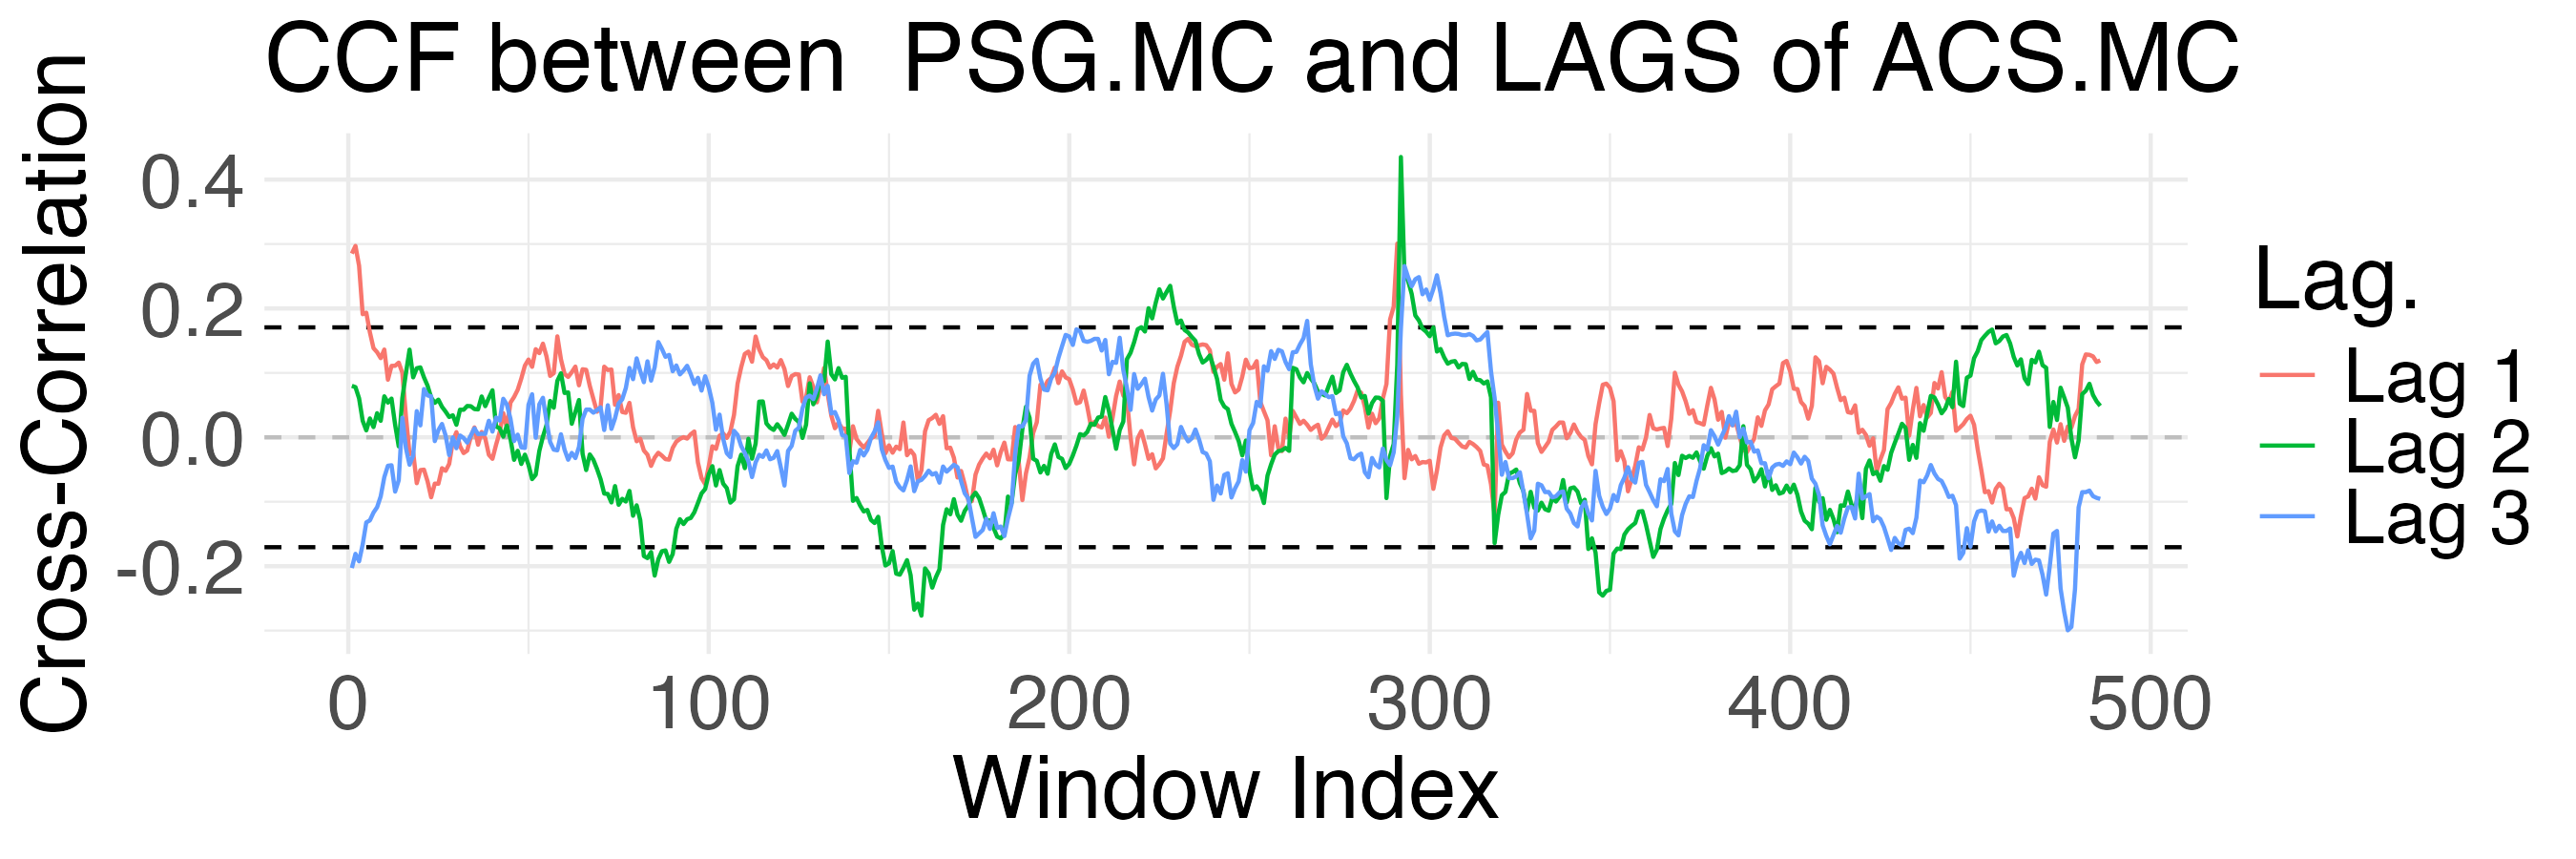 CCF between  PSG.MC and LAGS of ACS.MC
Cross-Correlation
0.4
0.2
0.0
-0.2
0 100 200 300 400 500
Window Index
Lag.
Lag 1
Lag 2
Lag 3